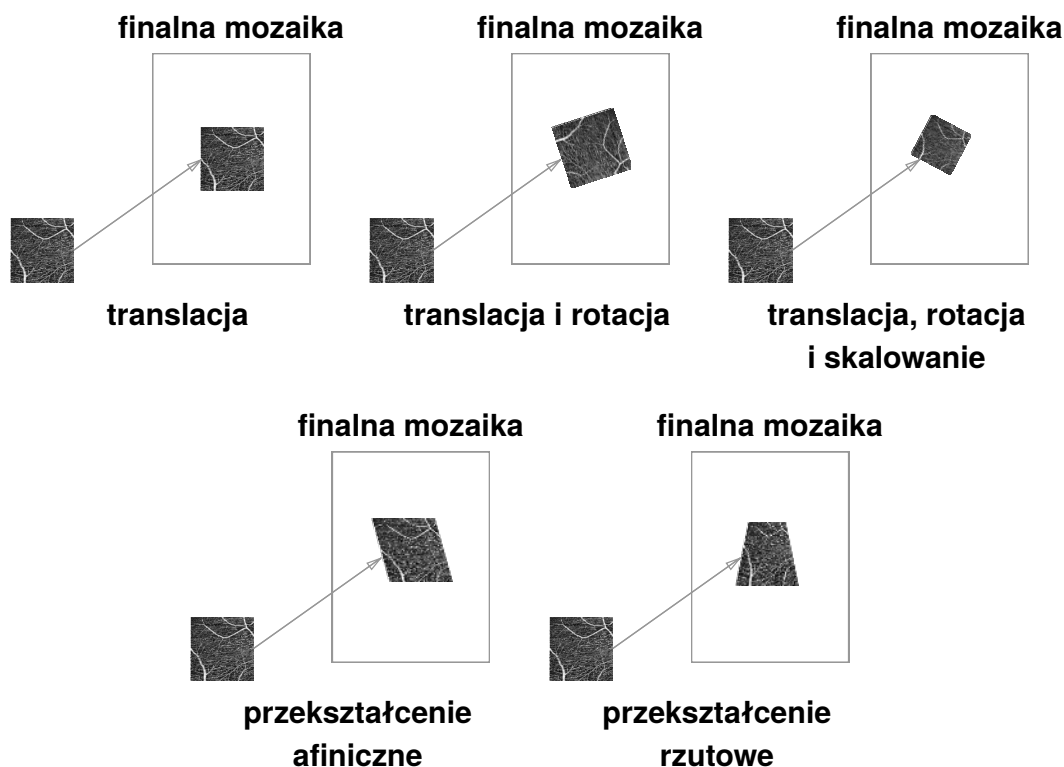 finalna mozaika
finalna mozaika
finalna mozaika
translacja
translacja i rotacja
translacja, rotacja
i skalowanie
finalna mozaika
finalna mozaika
przekształcenie
afiniczne
przekształcenie
rzutowe